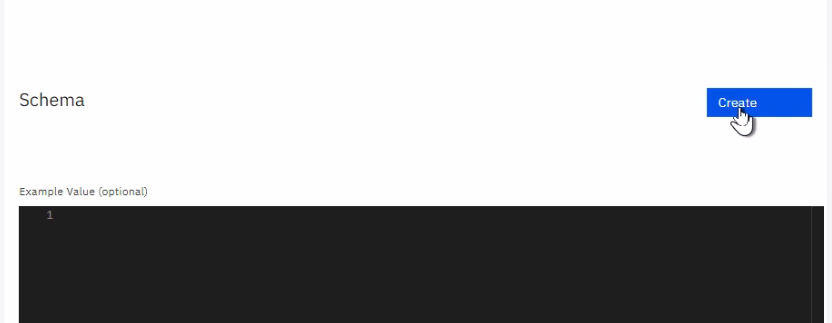 Schema
Create
Example Value (optional)
1